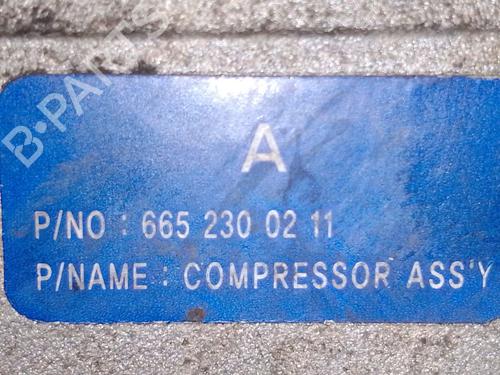 A
P/NO : 665 230 02 11
P/NAME : COMPRESSOR ASS'Y
B-PARTS